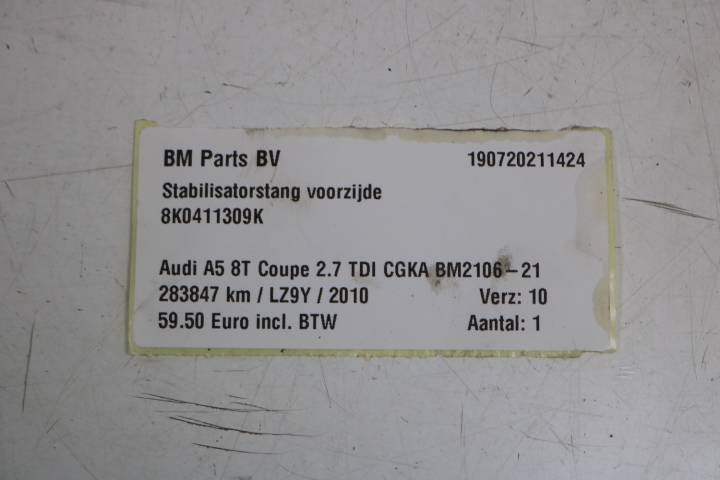 BM Parts BV 190720211424
Stabilisatorstang voorzijde
8K0411309K
Audi A5 8T Coupe 2.7 TDI CGKA BM2106-21
283847 km / LZ9Y / 2010 Verz: 10
59.50 Euro incl. BTW Aantal: 1